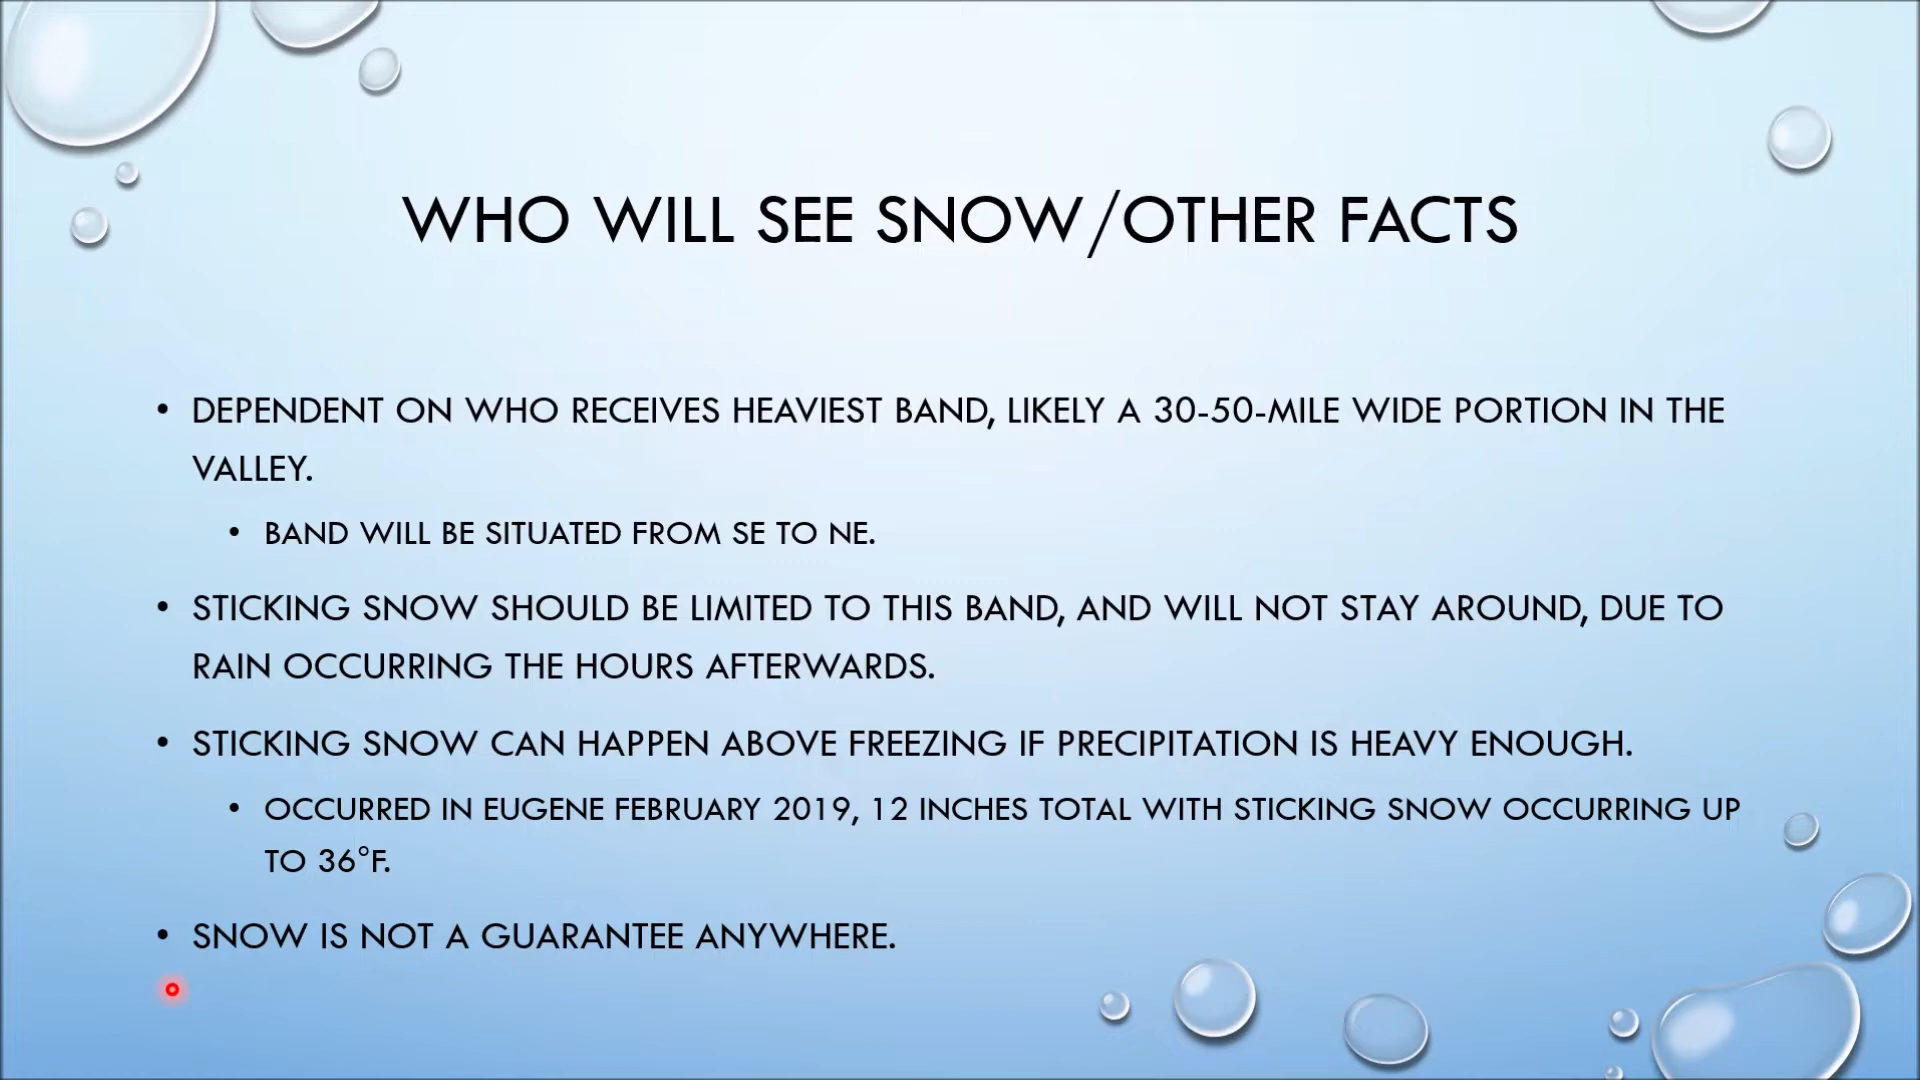 WHO WILL SEE SNOW/OTHER FACTS
• DEPENDENT ON WHO RECEIVES HEAVIEST BAND, LIKELY A 30-50-MILE WIDE PORTION IN THE
VALLEY.
• BAND WILL BE SITUATED FROM SE TO NE.
• STICKING SNOW SHOULD BE LIMITED TO THIS BAND, AND WILL NOT STAY AROUND, DUE TO
RAIN OCCURRING THE HOURS AFTERWARDS.
• STICKING SNOW CAN HAPPEN ABOVE FREEZING IF PRECIPITATION IS HEAVY ENOUGH.
• OCCURRED IN EUGENE FEBRUARY 2019, 12 INCHES TOTAL WITH STICKING SNOW OCCURRING UP
TO 36°F.
• SNOW IS NOT A GUARANTEE ANYWHERE.